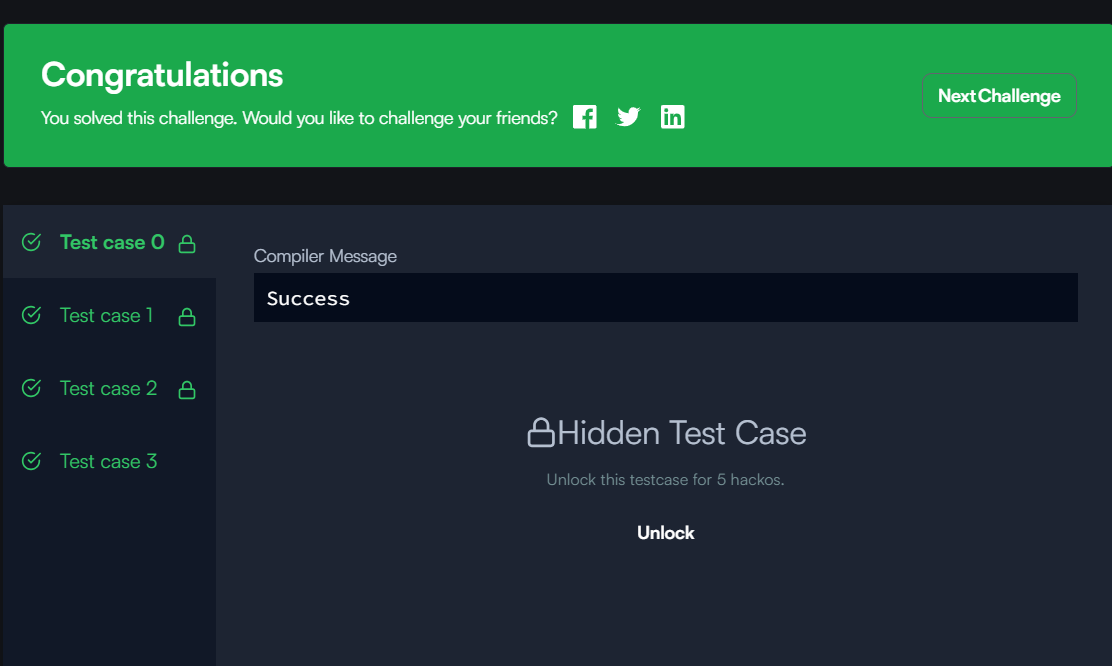 Congratulations
You solved this challenge. Would you like to challenge your friends?
Next Challenge
Test case 0
Test case 1
Test case 2
Test case 3
Compiler Message
Success
Hidden Test Case
Unlock this testcase for 5 hackos.
Unlock